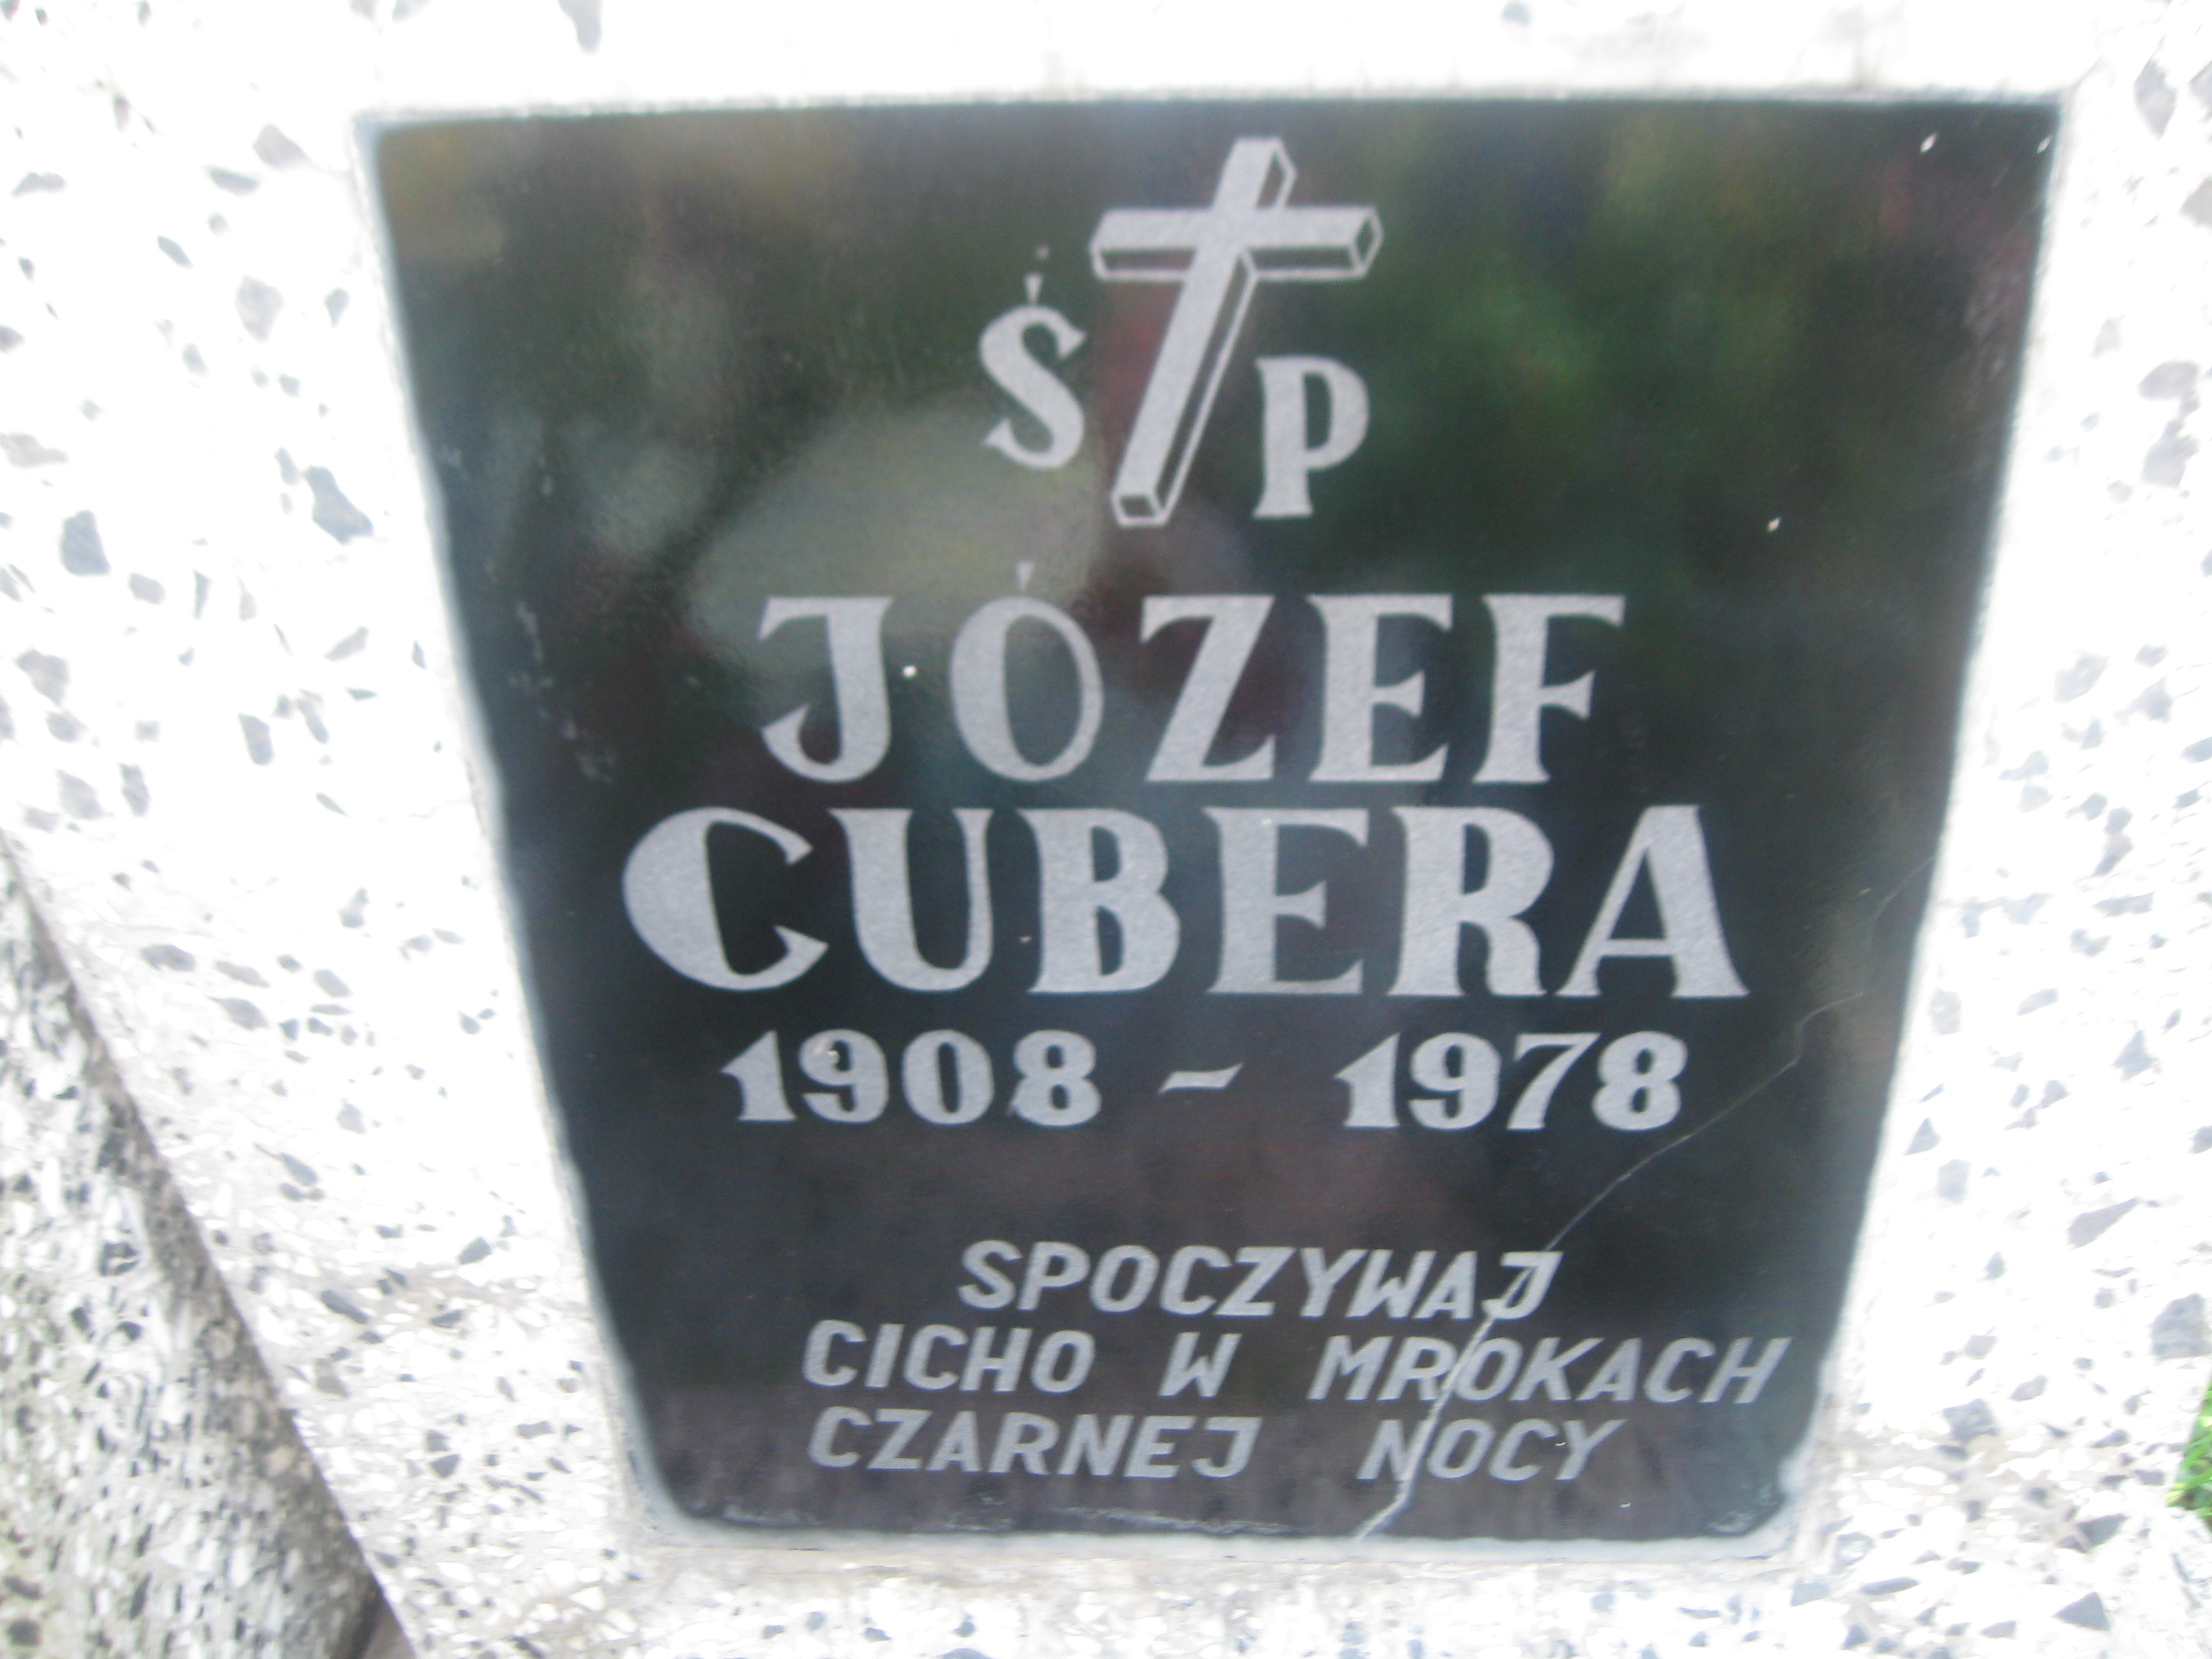 Ś P
JÓZEF
CUBERA
1908 - 1978
SPOCZYWAJ
CICHO W MROKACH
CZARNEJ NOCY